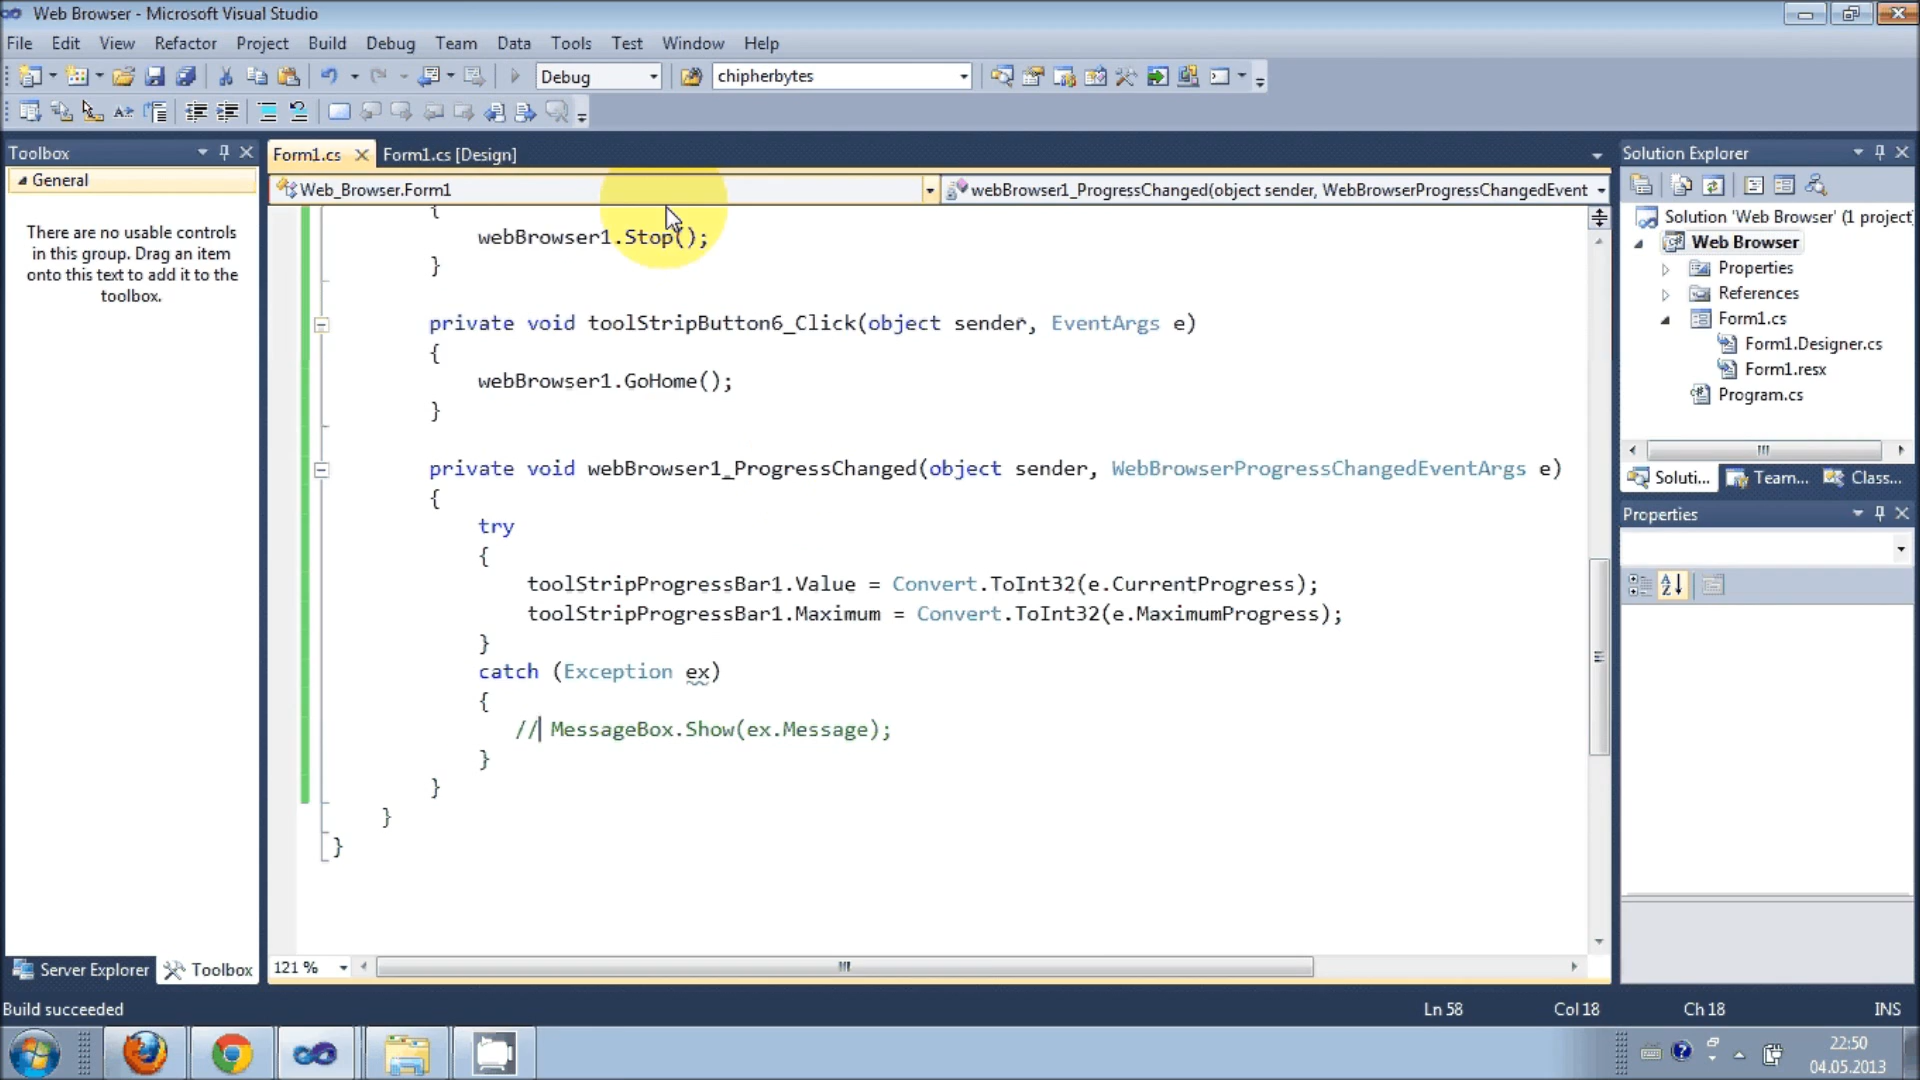 Web Browser - Microsoft Visual Studio
File Edit View Refactor Project Build Debug Team Data Tools Test Window Help
Debug chipherbytes
Toolbox
General
There are no usable controls
in this group. Drag an item
onto this text to add it to the
toolbox.
Server Explorer Toolbox
Form1.cs Form1.cs [Design]
Web_Browser.Form1 webBrowser1_ProgressChanged(object sender, WebBrowserProgressChangedEvent
{
webBrowser1.Stop();
}
private void toolStripButton6_Click(object sender, EventArgs e)
{
webBrowser1.GoHome();
}
private void webBrowser1_ProgressChanged(object sender, WebBrowserProgressChangedEventArgs e)
{
try
{
toolStripProgressBar1.Value = Convert.ToInt32(e.CurrentProgress);
toolStripProgressBar1.Maximum = Convert.ToInt32(e.MaximumProgress);
}
catch (Exception ex)
{
// MessageBox.Show(ex.Message);
}
}
}
}
121 %
Solution Explorer
Solution 'Web Browser' (1 project
Web Browser
Properties
References
Form1.cs
Form1.Designer.cs
Form1.resx
Program.cs
Soluti... Team... Class...
Properties
Build succeeded Ln 58 Col 18 Ch 18 INS
22:50
04.05.2013